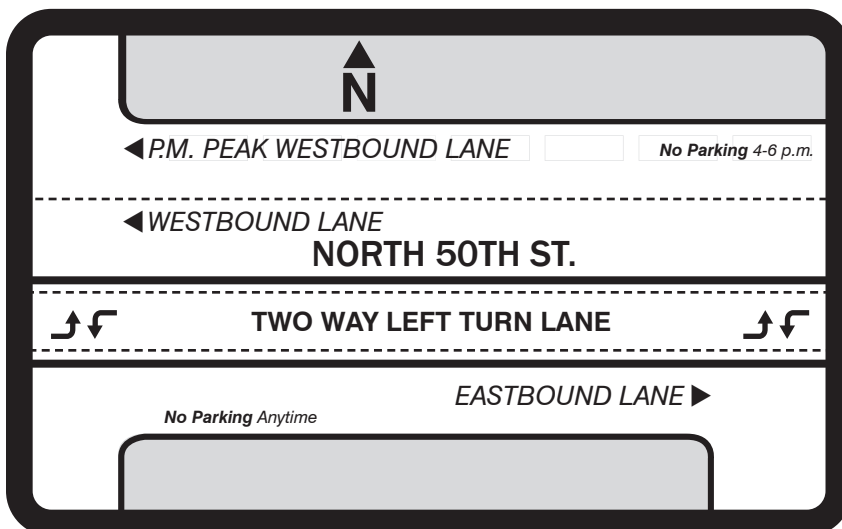 N
P.M. PEAK WESTBOUND LANE No Parking 4-6 p.m.
WESTBOUND LANE
NORTH 50TH ST.
TWO WAY LEFT TURN LANE
EASTBOUND LANE
No Parking Anytime